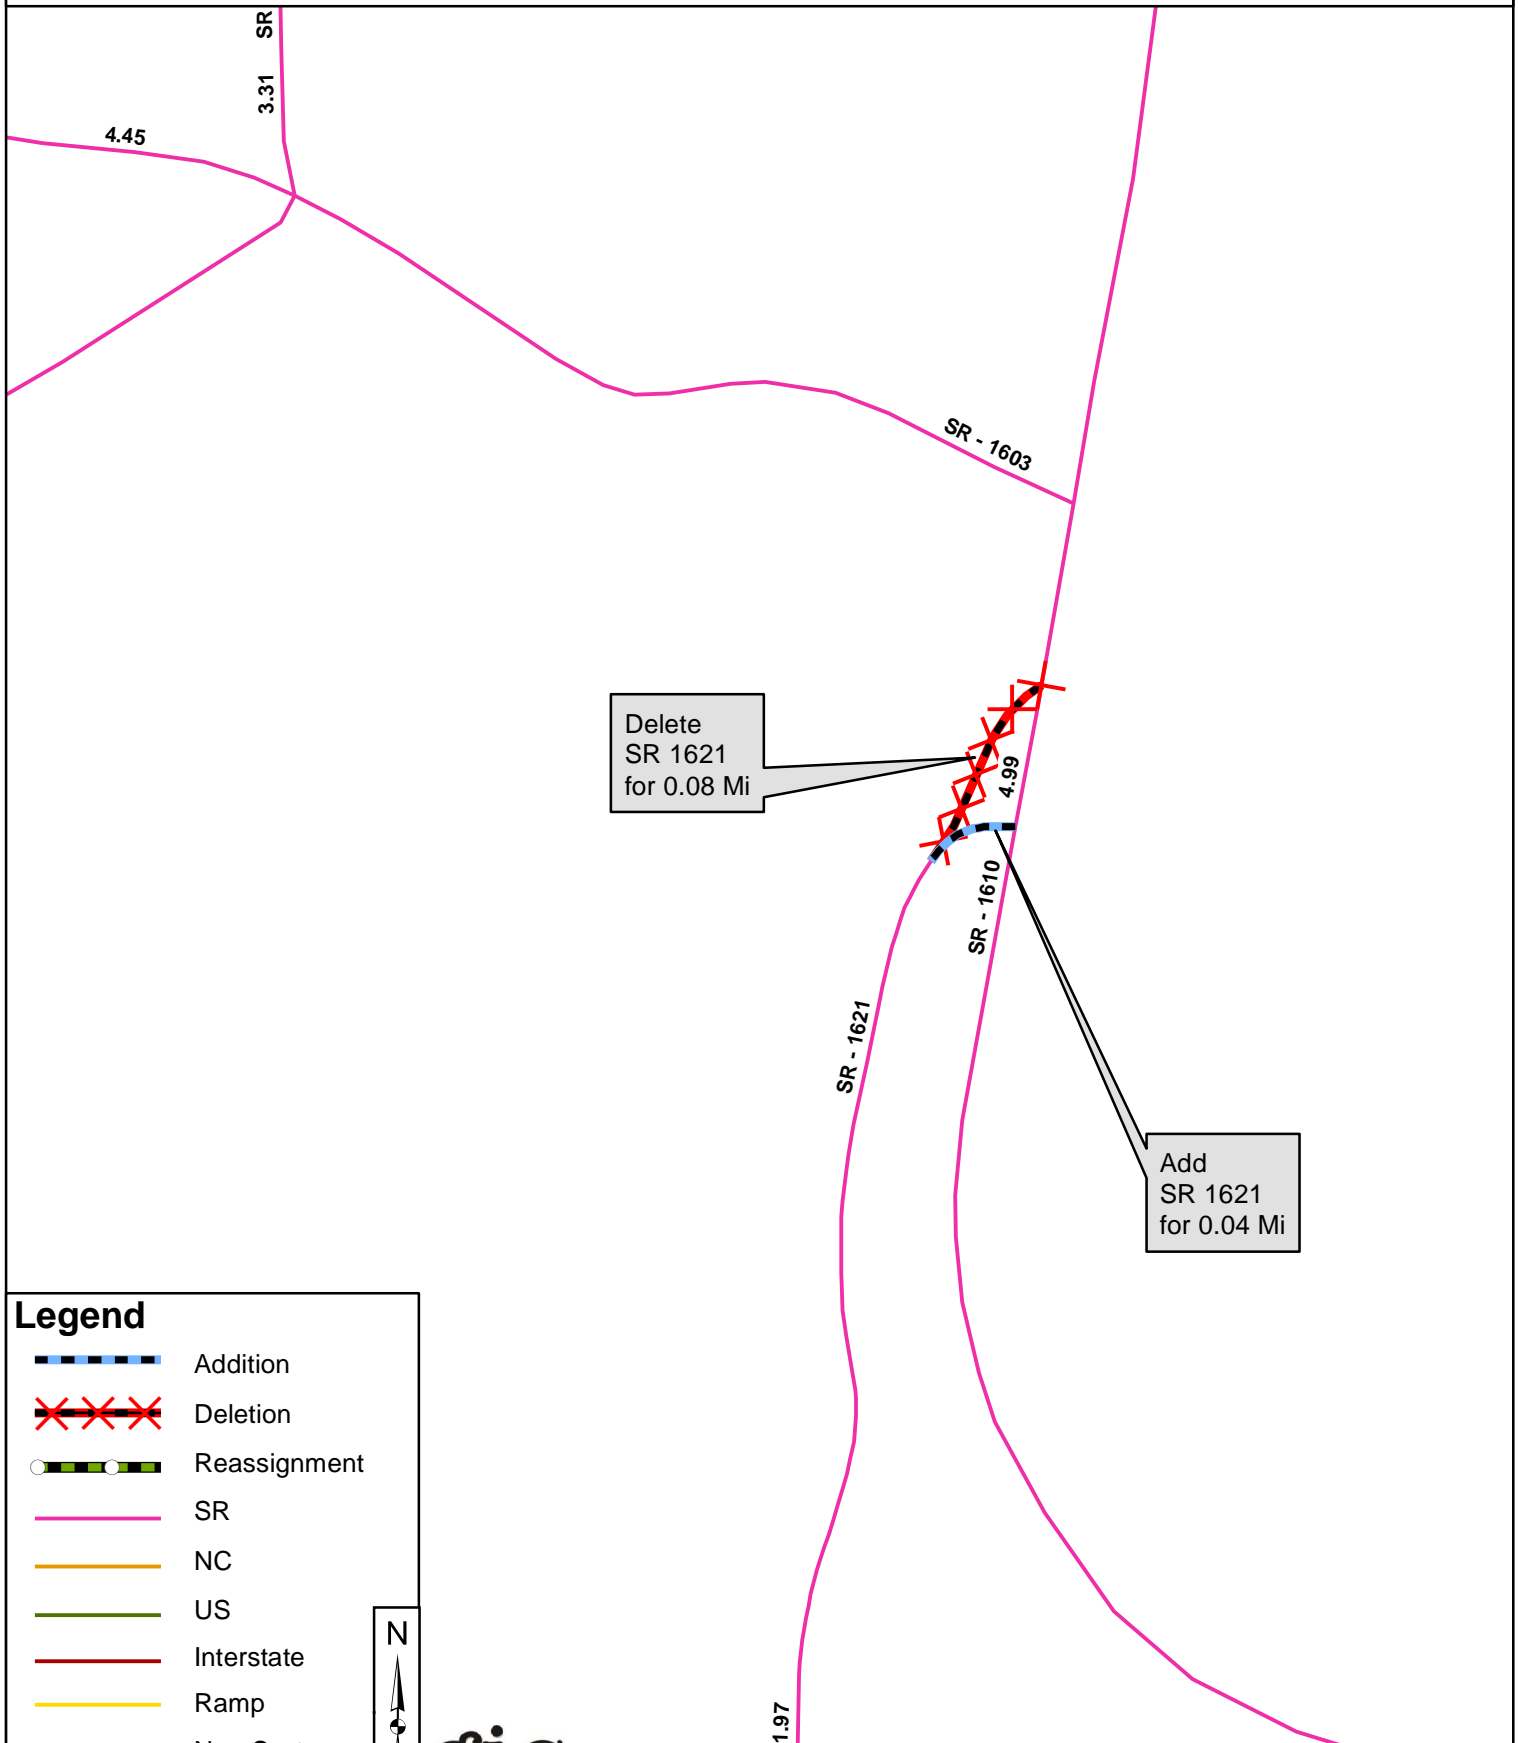 SR
3.31
4.45
SR - 1603
Delete
SR 1621
for 0.08 Mi
4.99
SR - 1610
SR - 1621
Add
SR 1621
for 0.04 Mi
Legend
Addition
Deletion
Reassignment
SR
NC
US
Interstate
Ramp
N
1.97